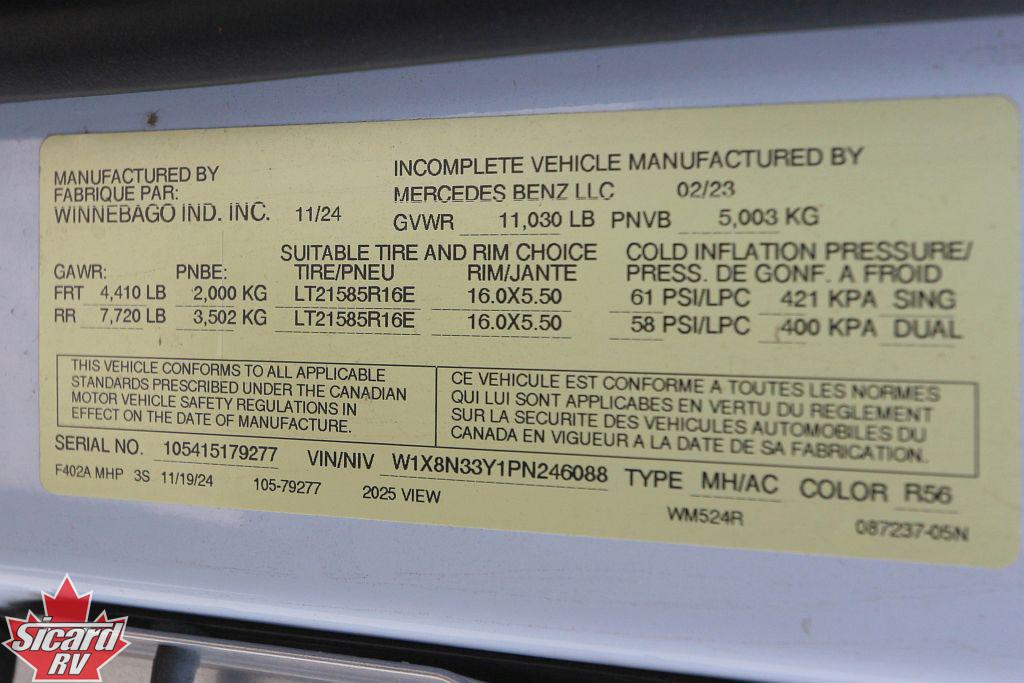 MANUFACTURED BY
FABRIQUE PAR:
WINNEBAGO IND. INC. 11/24
INCOMPLETE VEHICLE MANUFACTURED BY
MERCEDES BENZ LLC 02/23
GVWR 11,030 LB PNVB 5,003 KG
SUITABLE TIRE AND RIM CHOICE COLD INFLATION PRESSURE/
GAWR: PNBE: TIRE/PNEU RIM/JANTE PRESS. DE GONF. A FROID
FRT 4,410 LB 2,000 KG LT21585R16E 16.0X5.50 61 PSI/LPC 421 KPA SING
RR 7,720 LB 3,502 KG LT21585R16E 16.0X5.50 58 PSI/LPC 400 KPA DUAL
THIS VEHICLE CONFORMS TO ALL APPLICABLE
STANDARDS PRESCRIBED UNDER THE CANADIAN
MOTOR VEHICLE SAFETY REGULATIONS IN
EFFECT ON THE DATE OF MANUFACTURE.
CE VEHICULE EST CONFORME A TOUTES LES NORMES
QUI LUI SONT APPLICABES EN VERTU DU REGLEMENT
SUR LA SECURITE DES VEHICULES AUTOMOBILES DU
CANADA EN VIGUEUR A LA DATE DE SA FABRICATION.
SERIAL NO. 105415179277 VIN/NIV W1X8N33Y1PN246088 TYPE MH/AC COLOR R56
F402A MHP 3S 11/19/24 105-79277 2025 VIEW WM524R 087237-05N
Sicard
RV